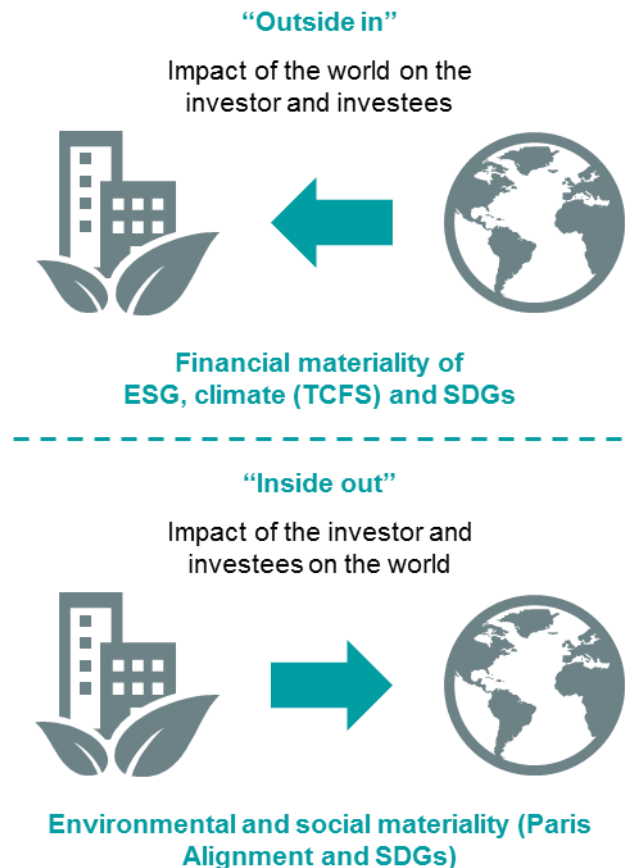 “Outside in”
Impact of the world on the
investor and investees
Financial materiality of
ESG, climate (TCFS) and SDGs
“Inside out”
Impact of the investor and
investees on the world
Environmental and social materiality (Paris
Alignment and SDGs)